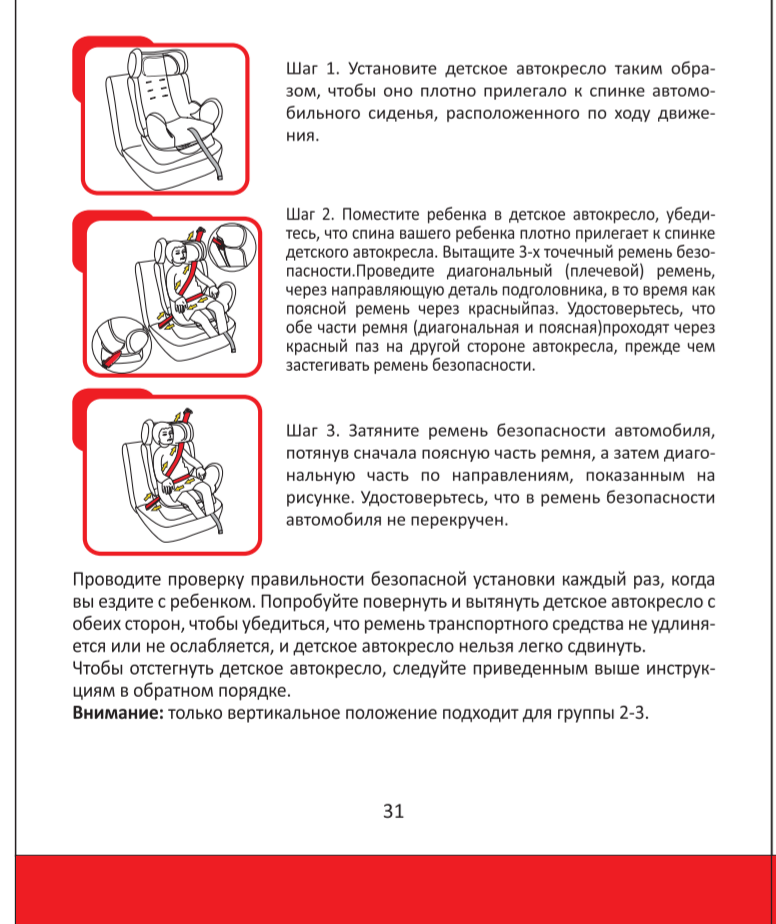 Шаг 1. Установите детское автокресло таким обра-
зом, чтобы оно плотно прилегало к спинке автомо-
бильного сиденья, расположенного по ходу движе-
ния.
Шаг 2. Поместите ребенка в детское автокресло, убеди-
тесь, что спина вашего ребенка плотно прилегает к спинке
детского автокресла. Вытащите 3-х точечный ремень безо-
пасности.Проведите диагональный (плечевой) ремень,
через направляющую деталь подголовника, в то время как
поясной ремень через красныйпаз. Удостоверьтесь, что
обе части ремня (диагональная и поясная)проходят через
красный паз на другой стороне автокресла, прежде чем
застегивать ремень безопасности.
Шаг 3. Затяните ремень безопасности автомобиля,
потянув сначала поясную часть ремня, а затем диаго-
нальную часть по направлениям, показанным на
рисунке. Удостоверьтесь, что в ремень безопасности
автомобиля не перекручен.
Проводите проверку правильности безопасной установки каждый раз, когда
вы ездите с ребенком. Попробуйте повернуть и вытянуть детское автокресло с
обеих сторон, чтобы убедиться, что ремень транспортного средства не удлиня-
ется или не ослабляется, и детское автокресло нельзя легко сдвинуть.
Чтобы отстегнуть детское автокресло, следуйте приведенным выше инструк-
циям в обратном порядке.
Внимание: только вертикальное положение подходит для группы 2-3.
31